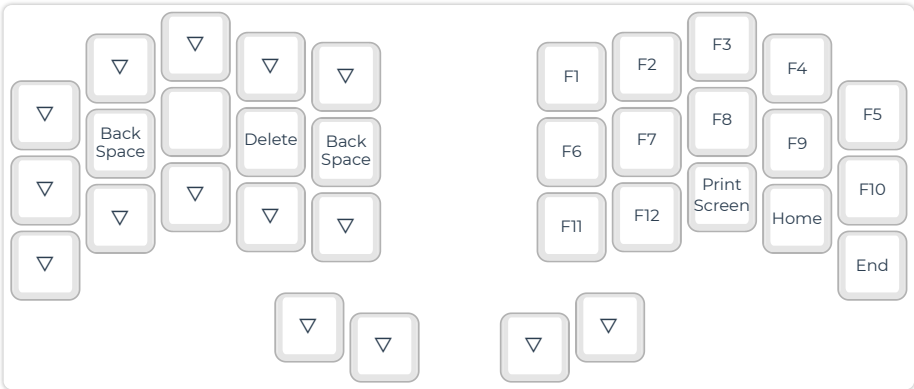 F3
F2
F4
F1
F5
F8
Back
Space
Delete
Back
Space
F7
F9
F6
F10
Print
Screen
F12
Home
F11
End